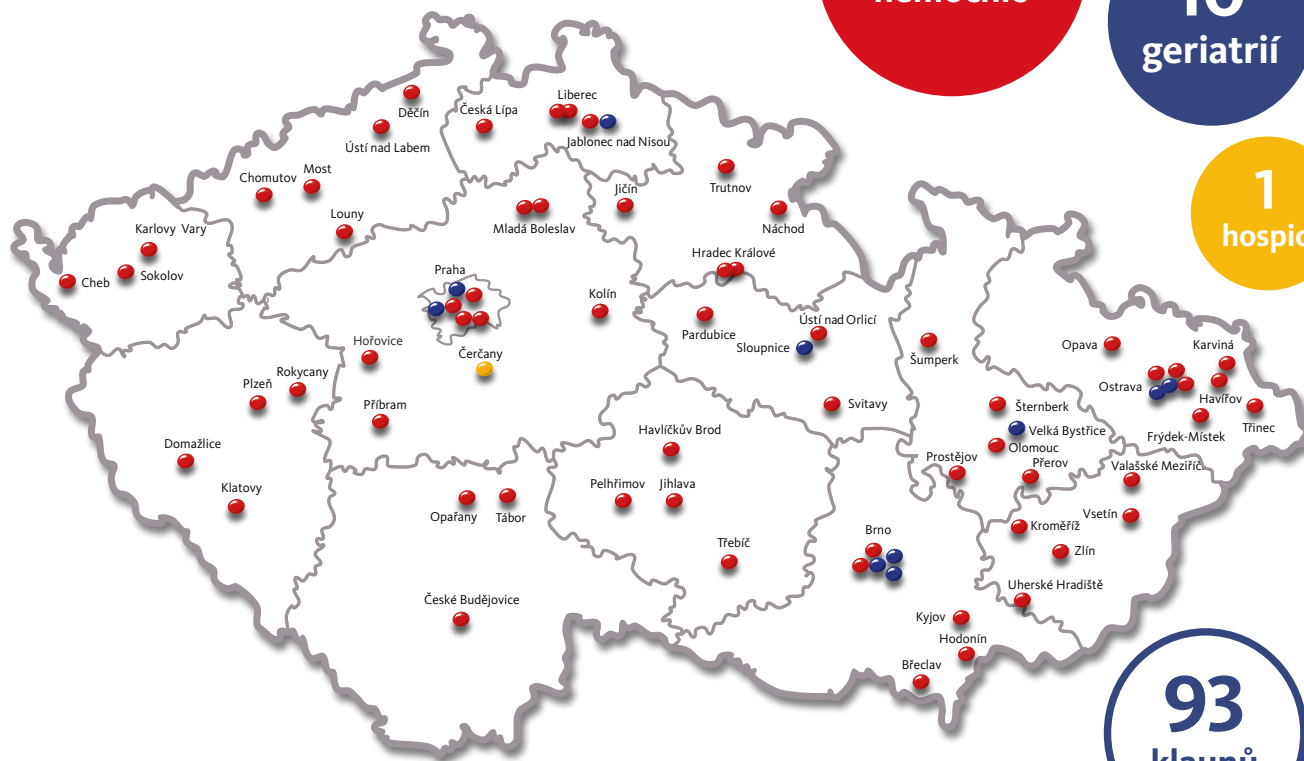 nemocnic
10
geriatrií
1
hospic
Děčín
Česká Lípa
Liberec
Ústí nad Labem
Jablonec nad Nisou
Chomutov
Most
Jičín
Trutnov
Louny
Mladá Boleslav
Náchod
Karlovy Vary
Cheb
Sokolov
Hradec Králové
Praha
Kolín
Pardubice
Ústí nad Orlicí
Sloupnice
Šumperk
Opava
Karviná
Hořovice
Čerčany
Plzeň
Rokycany
Ostrava
Havířov
Příbram
Svitavy
Šternberk
Třinec
Havlíčkův Brod
Velká Bystřice
Frýdek-Místek
Domažlice
Olomouc
Prostějov
Přerov
Valašské Meziříč
Klatovy
Pelhřimov
Jihlava
Opařany
Tábor
Vsetín
Kroměříž
Brno
Třebíč
Zlín
Uherské Hradiště
České Budějovice
Kyjov
Hodonín
Břeclav
93
klaunů